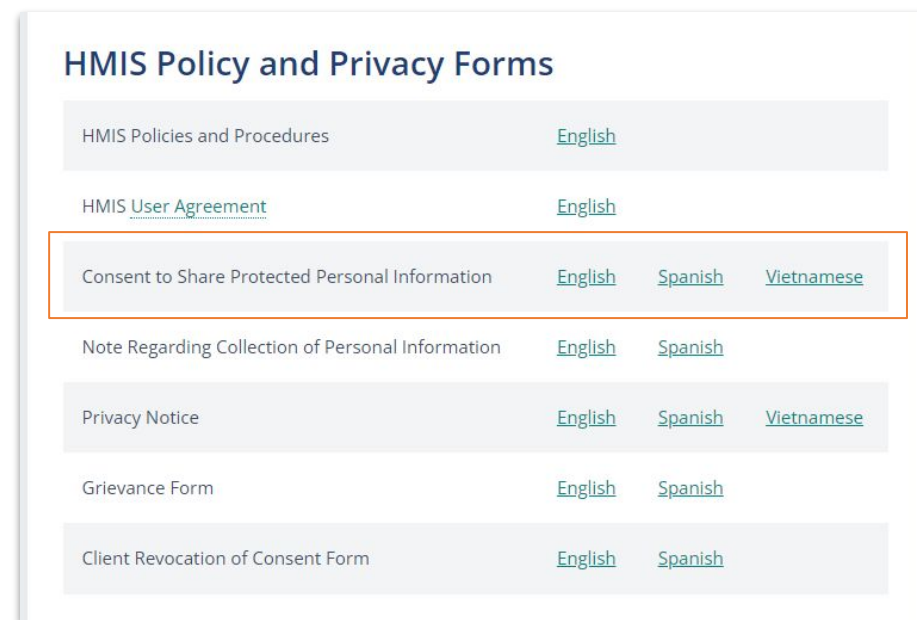 HMIS Policy and Privacy Forms
HMIS Policies and Procedures English
HMIS User Agreement English
Consent to Share Protected Personal Information English Spanish Vietnamese
Note Regarding Collection of Personal Information English Spanish
Privacy Notice English Spanish Vietnamese
Grievance Form English Spanish
Client Revocation of Consent Form English Spanish